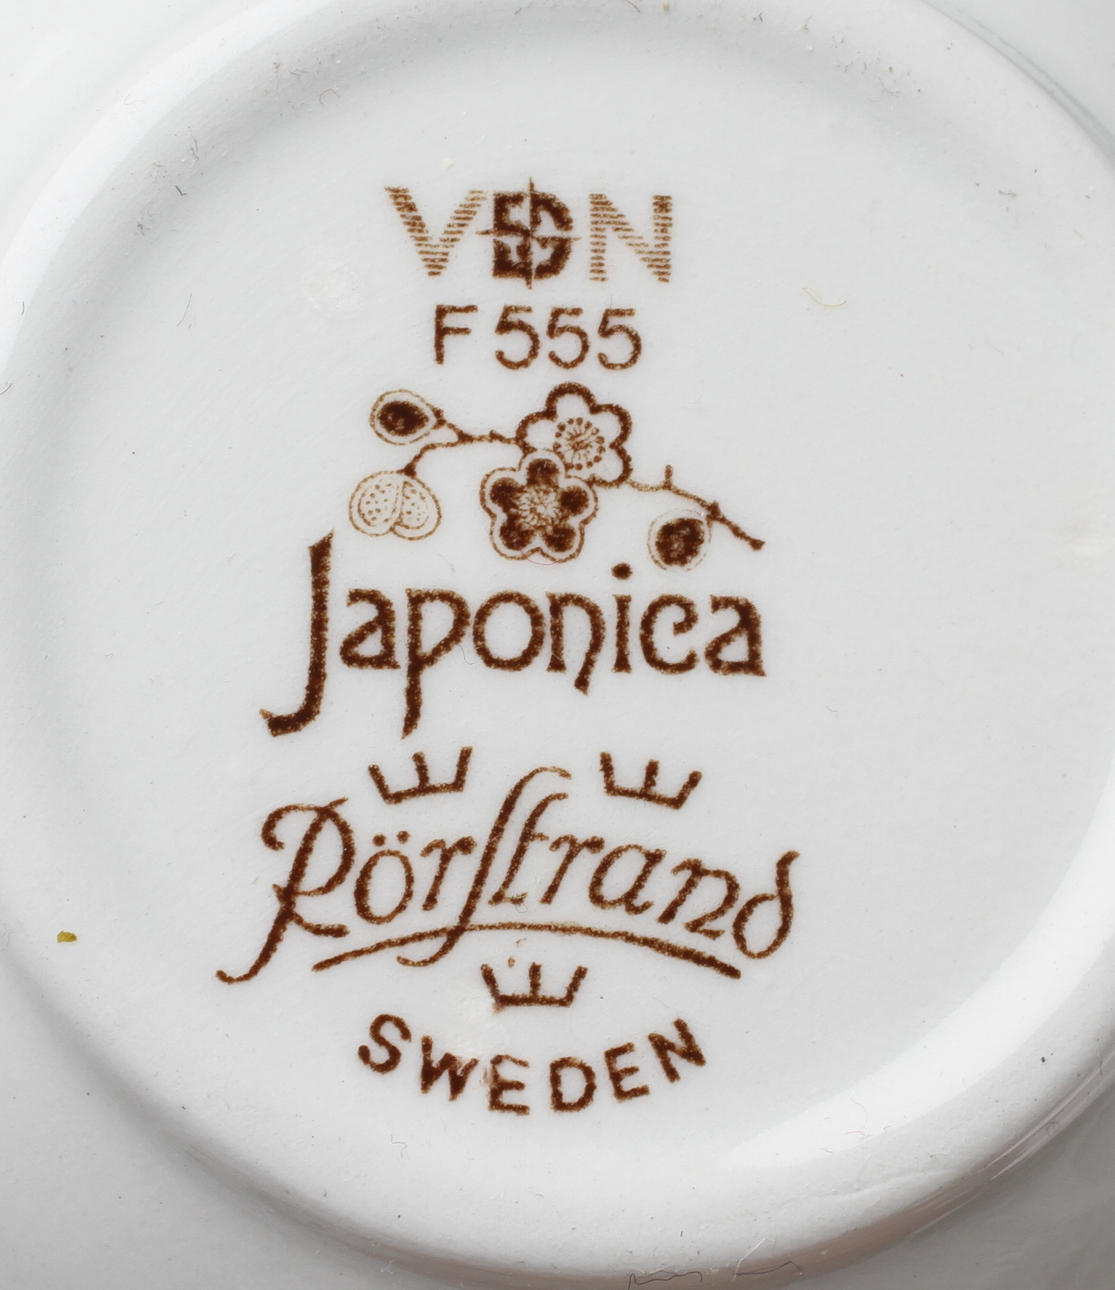 VDN
F 555
Japonica
Rörstrand
SWEDEN